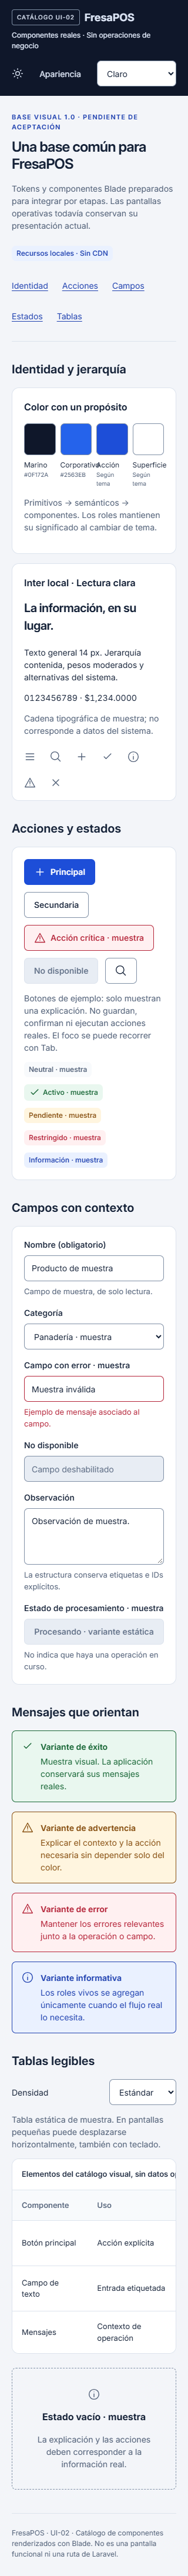 CATÁLOGO UI-02 FresaPOS
Componentes reales · Sin operaciones de
negocio
Apariencia Claro
BASE VISUAL 1.0 · PENDIENTE DE
ACEPTACIÓN
Una base común para
FresaPOS
Tokens y componentes Blade preparados
para integrar por etapas. Las pantallas
operativas todavía conservan su
presentación actual.
Recursos locales · Sin CDN
Identidad Acciones Campos
Estados Tablas
Identidad y jerarquía
Color con un propósito
Marino Corporativo Acción Superficie
#0F172A #2563EB Según Según
tema tema
Primitivos → semánticos →
componentes. Los roles mantienen
su significado al cambiar de tema.
Inter local · Lectura clara
La información, en su
lugar.
Texto general 14 px. Jerarquía
contenida, pesos moderados y
alternativas del sistema.
0123456789 · $1,234.0000
Cadena tipográfica de muestra; no
corresponde a datos del sistema.
Acciones y estados
Principal
Secundaria
Acción crítica · muestra
No disponible
Botones de ejemplo: solo muestran
una explicación. No guardan,
confirman ni ejecutan acciones
reales. El foco se puede recorrer
con Tab.
Neutral · muestra
Activo · muestra
Pendiente · muestra
Restringido · muestra
Información · muestra
Campos con contexto
Nombre (obligatorio)
Producto de muestra
Campo de muestra, de solo lectura.
Categoría
Panadería · muestra
Campo con error · muestra
Muestra inválida
Ejemplo de mensaje asociado al
campo.
No disponible
Campo deshabilitado
Observación
Observación de muestra.
La estructura conserva etiquetas e IDs
explícitos.
Estado de procesamiento · muestra
Procesando · variante estática
No indica que haya una operación en
curso.
Mensajes que orientan
Variante de éxito
Muestra visual. La aplicación
conservará sus mensajes
reales.
Variante de advertencia
Explicar el contexto y la acción
necesaria sin depender solo del
color.
Variante de error
Mantener los errores relevantes
junto a la operación o campo.
Variante informativa
Los roles vivos se agregan
únicamente cuando el flujo real
lo necesita.
Tablas legibles
Densidad Estándar
Tabla estática de muestra. En pantallas
pequeñas puede desplazarse
horizontalmente, también con teclado.
Elementos del catálogo visual, sin datos op
Componente Uso
Botón principal Acción explícita
Campo de
texto Entrada etiquetada
Mensajes Contexto de
operación
Estado vacío · muestra
La explicación y las acciones
deben corresponder a la
información real.
FresaPOS · UI-02 · Catálogo de componentes
renderizados con Blade. No es una pantalla
funcional ni una ruta de Laravel.